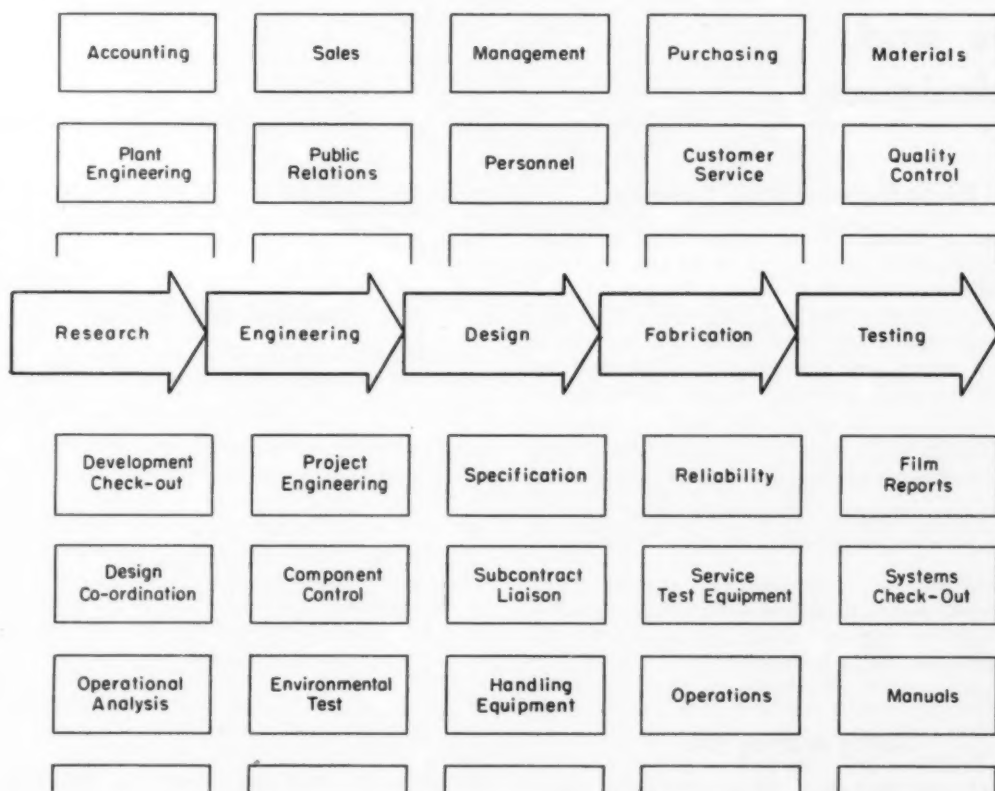 Accounting
Sales
Management
Purchasing
Materials
Plant
Engineering
Public
Relations
Personnel
Customer
Service
Quality
Control
Research
Engineering
Design
Fabrication
Testing
Development
Check-out
Project
Engineering
Specification
Reliability
Film
Reports
Design
Co-ordination
Component
Control
Subcontract
Liaison
Service
Test Equipment
Systems
Check-Out
Operational
Analysis
Environmental
Test
Handling
Equipment
Operations
Manuals